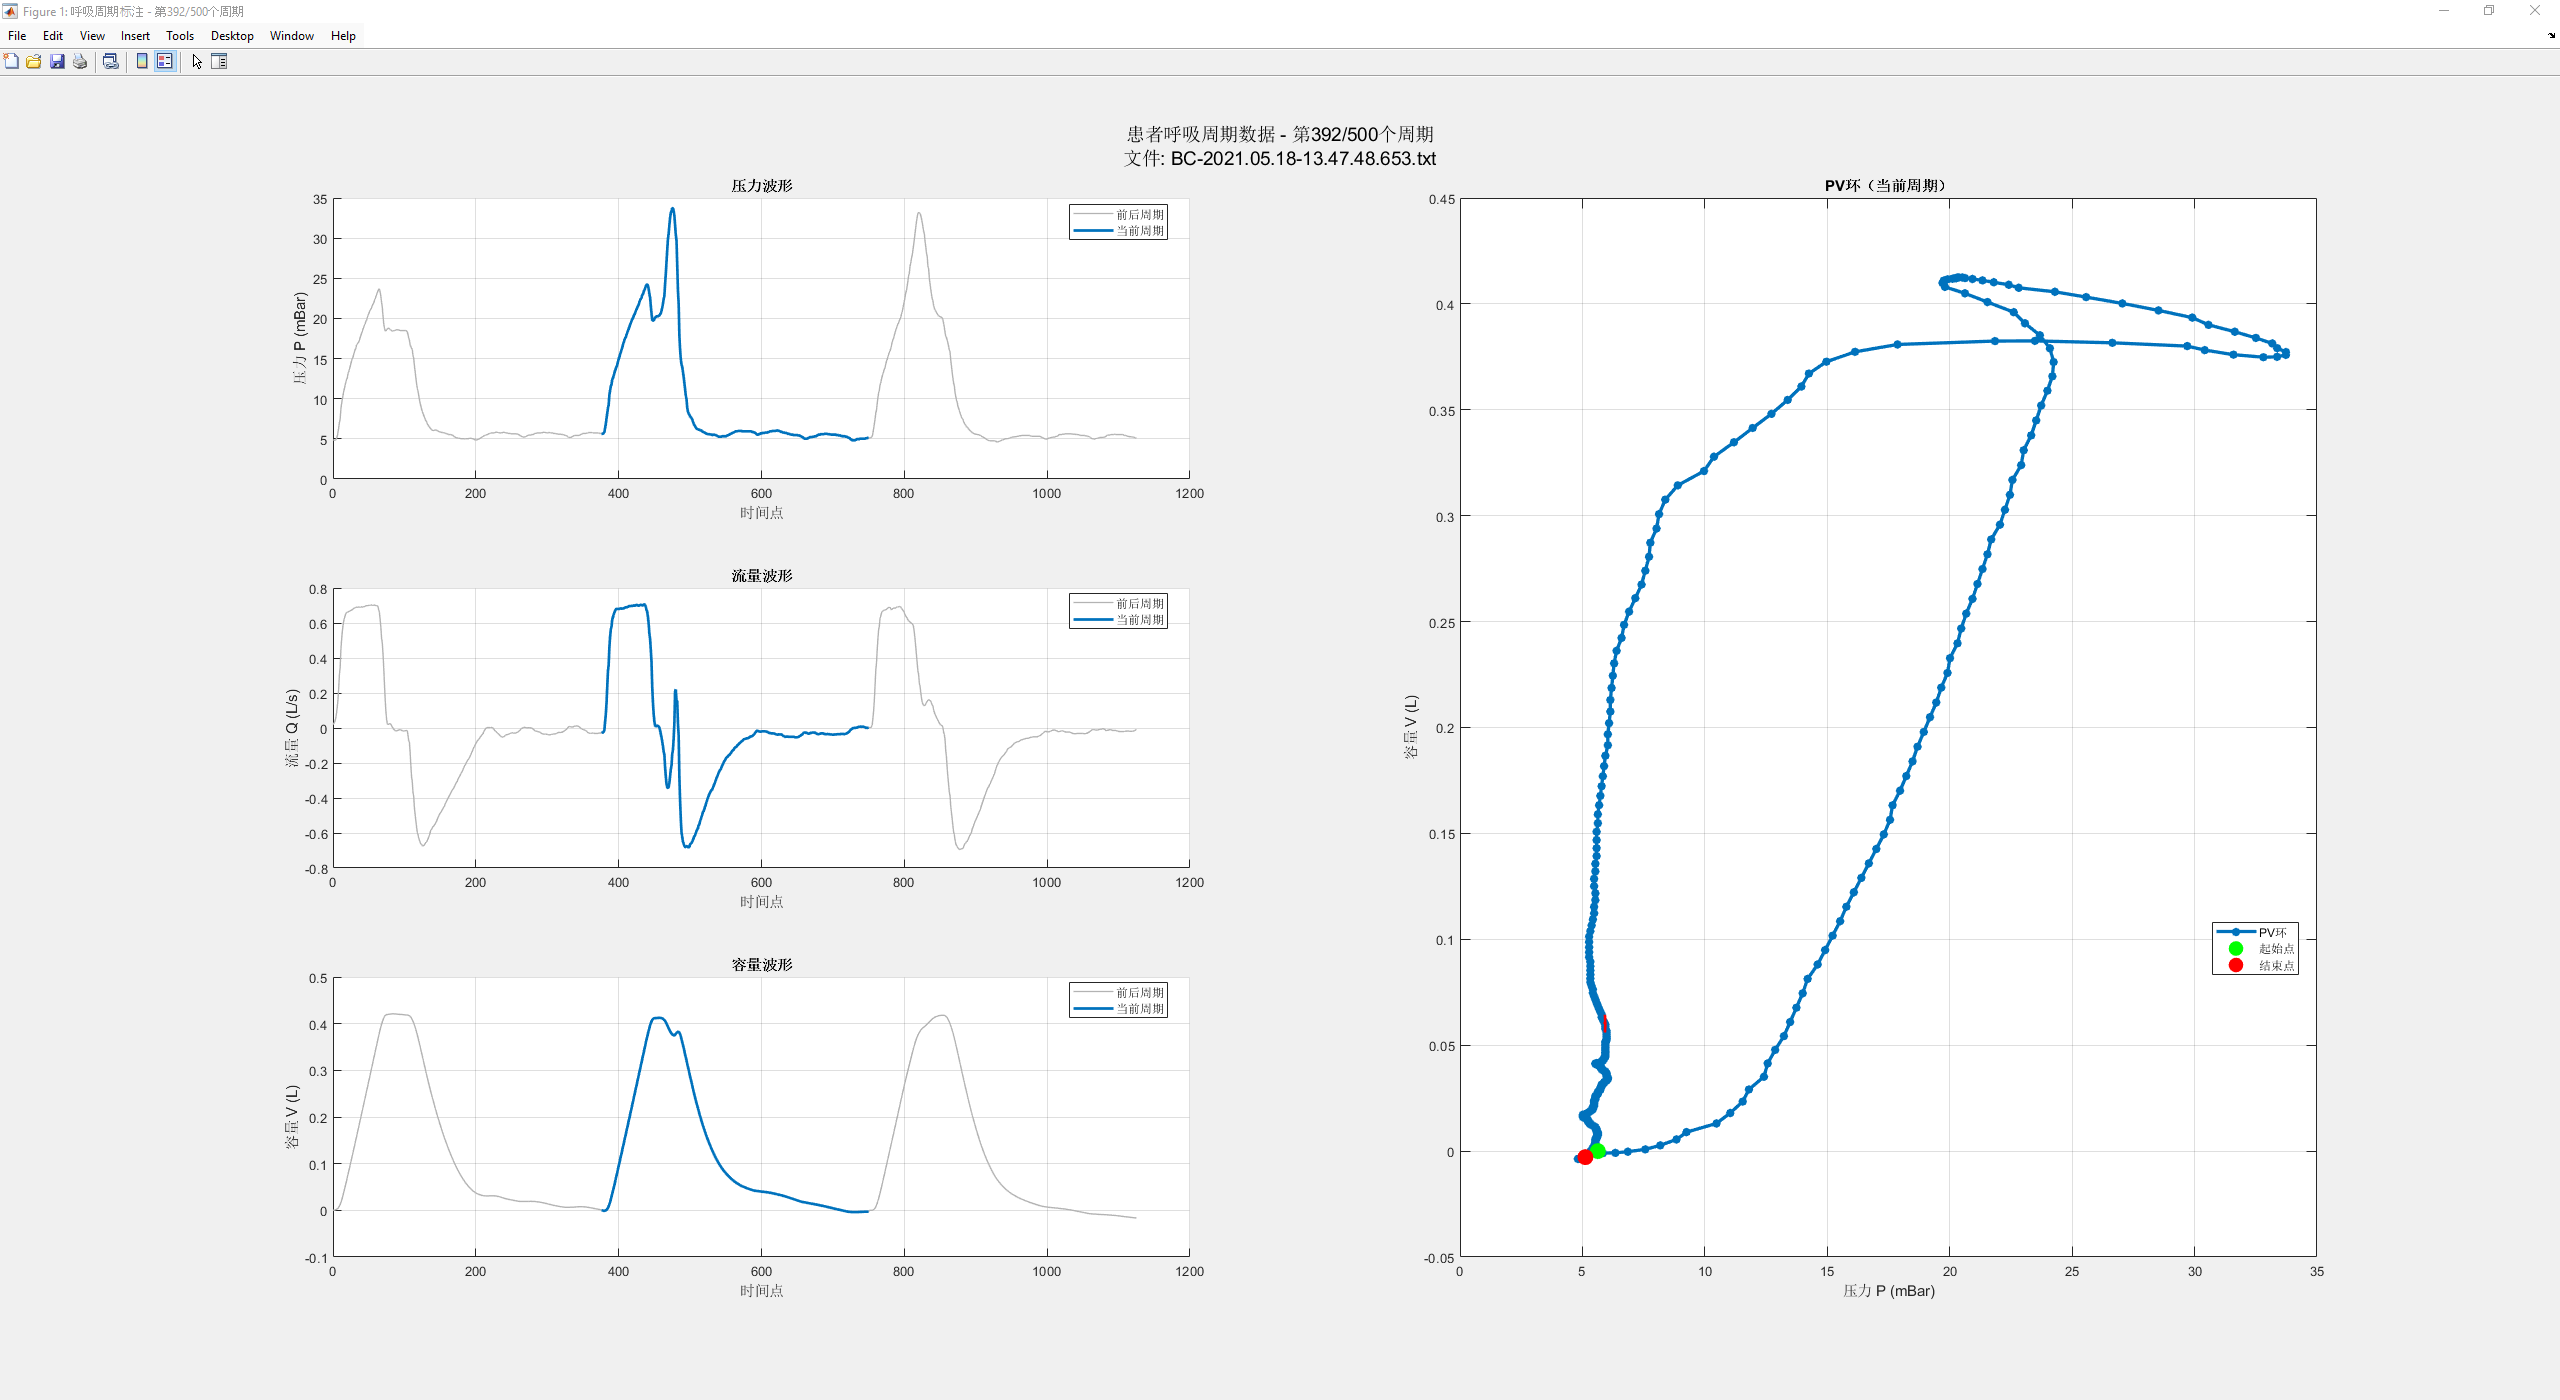 Figure 1: 呼吸周期标注 - 第392/500个周期
File Edit View Insert Tools Desktop Window Help
患者呼吸周期数据 - 第392/500个周期
文件: BC-2021.05.18-13.47.48.653.txt
压力波形
35
30
25
20
15
10
5
0
压力 P (mBar)
前后周期
当前周期
0 200 400 600 800 1000 1200
时间点
流量波形
0.8
0.6
0.4
0.2
0
-0.2
-0.4
-0.6
-0.8
流量 Q (L/s)
前后周期
当前周期
0 200 400 600 800 1000 1200
时间点
容量波形
0.5
0.4
0.3
0.2
0.1
0
-0.1
容量 V (L)
前后周期
当前周期
0 200 400 600 800 1000 1200
时间点
PV环（当前周期）
0.45
0.4
0.35
0.3
0.25
0.2
0.15
0.1
0.05
0
-0.05
容量 V (L)
PV环
起始点
结束点
0 5 10 15 20 25 30 35
压力 P (mBar)